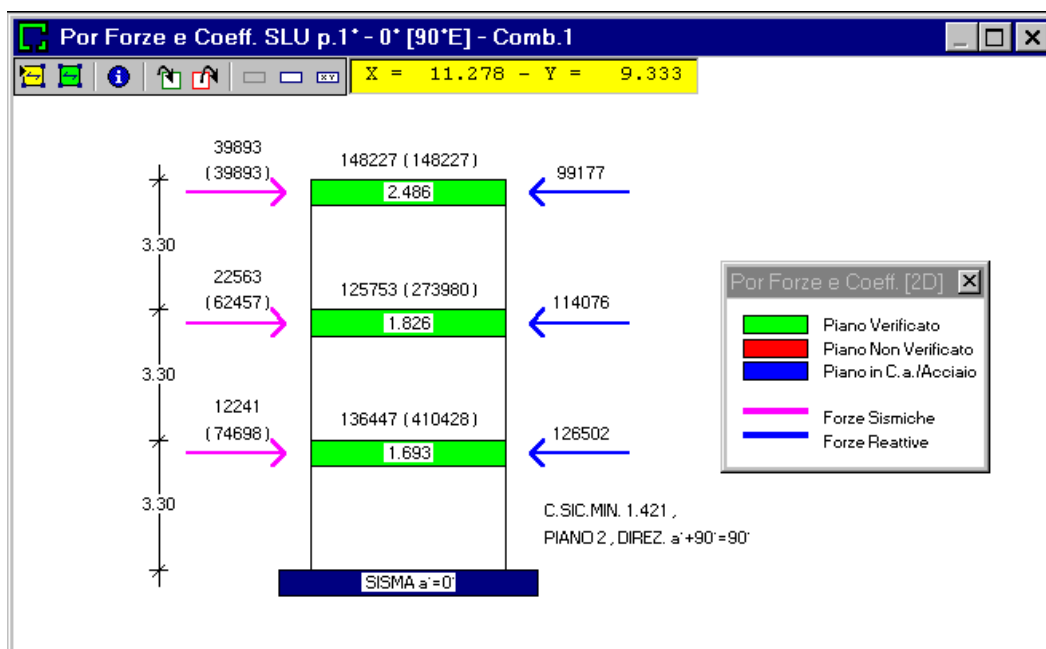 Por Forze e Coeff. SLU p.1° - 0° [90°E] - Comb.1
X = 11.278 - Y = 9.333
39893
(39893)
148227 (148227)
99177
2.486
3.30
22563
(62457)
125753 (273980)
114076
1.826
3.30
12241
(74698)
136447 (410428)
126502
1.693
3.30
C.SIC.MIN. 1.421 ,
PIANO 2 , DIREZ. a°+90°=90°
SISMA a°=0°
Por Forze e Coeff. [2D]
Piano Verificato
Piano Non Verificato
Piano in C.a./Acciaio
Forze Sismiche
Forze Reattive